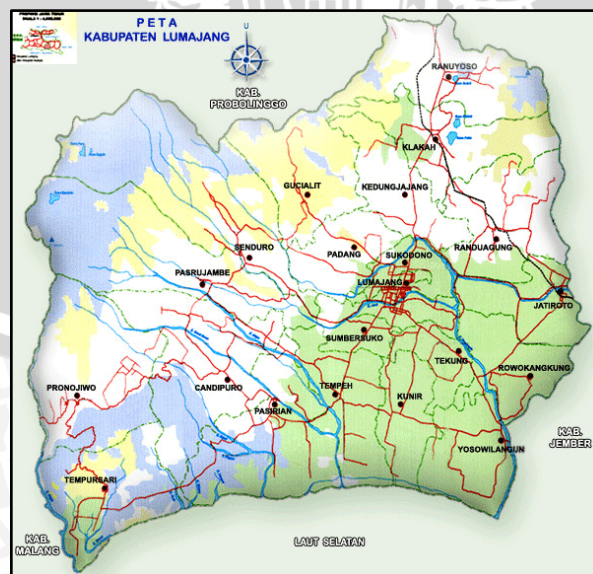 PETA
KABUPATEN LUMAJANG
U
KAB.
PROBOLINGGO
RANUYOSO
KLAKAH
GUCIALIT
KEDUNGJAJANG
SENDURO
PADANG
SUKODONO
RANDUAGUNG
PASRUJAMBE
LUMAJANG
JATIROTO
SUMBERSUKO
TEKUNG
ROWOKANGKUNG
PRONOJIWO
CANDIPURO
TEMPEH
PASIRIAN
KUNIR
KAB.
JEMBER
YOSOWILANGUN
TEMPURSARI
KAB.
MALANG
LAUT SELATAN